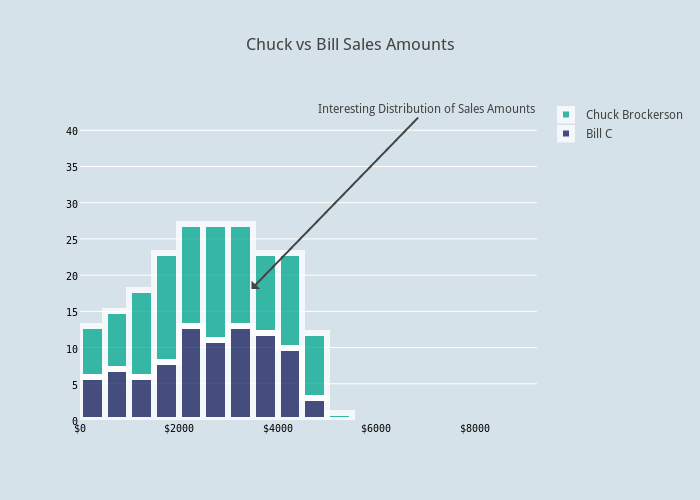 Chuck vs Bill Sales Amounts
Interesting Distribution of Sales Amounts
Chuck Brockerson
Bill C
40
35
30
25
20
15
10
5
0
$0 $2000 $4000 $6000 $8000